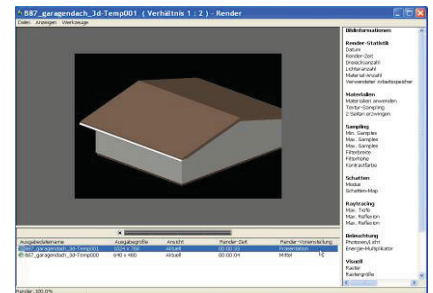 887_garagendach_3d-Temp001 ( Verhältnis 1 : 2 ) - Render
Datei Anzeigen Werkzeuge
Bildinformationen
Render-Statistik
Datum
Render-Zeit
Dreiecksanzahl
Lichteranzahl
Material-Anzahl
Verwendeter Arbeitsspeicher
Materialien
Materialien anwenden
Textur-Sampling
2 Seiten erzwingen
Sampling
Min. Samples
Max. Samples
Filterbreite
Filterhöhe
Kontrastfarbe
Schatten
Modus
Schatten-Map
Raytracing
Max. Tiefe
Max. Reflexion
Beleuchtung
Energie-Multiplikator
Visuell
Raster
Rastergröße
Ausgabedateiname Ausgabegröße Ansicht Render-Zeit Render-Voreinstellung
887_garagendach_3d-Temp001 1024 x 768 Aktuell Präsentation
887_garagendach_3d-Temp000 640 x 480 Aktuell 00:00:04 Mittel
Render 100,0%